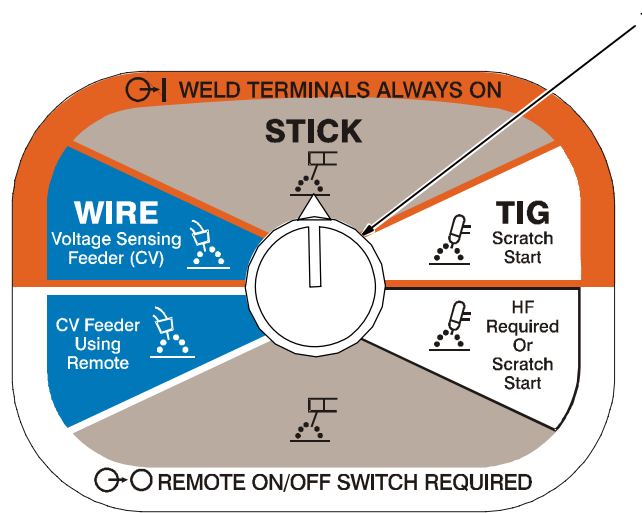 WELD TERMINALS ALWAYS ON
STICK
WIRE
Voltage Sensing
Feeder (CV)
TIG
Scratch
Start
CV Feeder
Using
Remote
HF
Required
Or
Scratch
Start
REMOTE ON/OFF SWITCH REQUIRED